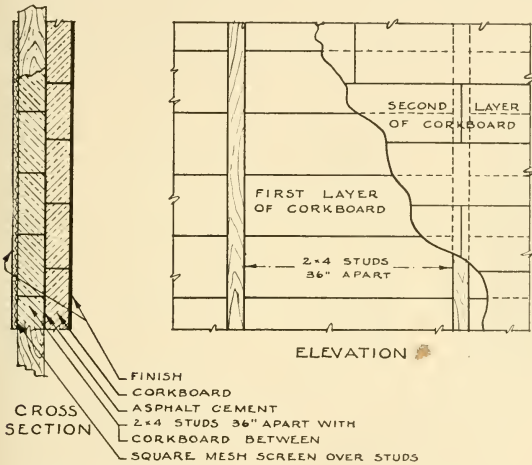 SECOND LAYER
OF CORKBOARD
FIRST LAYER
OF CORKBOARD
2×4 STUDS
36" APART
ELEVATION
FINISH
CORKBOARD
ASPHALT CEMENT
2×4 STUDS 36" APART WITH
CORKBOARD BETWEEN
SQUARE MESH SCREEN OVER STUDS
CROSS
SECTION